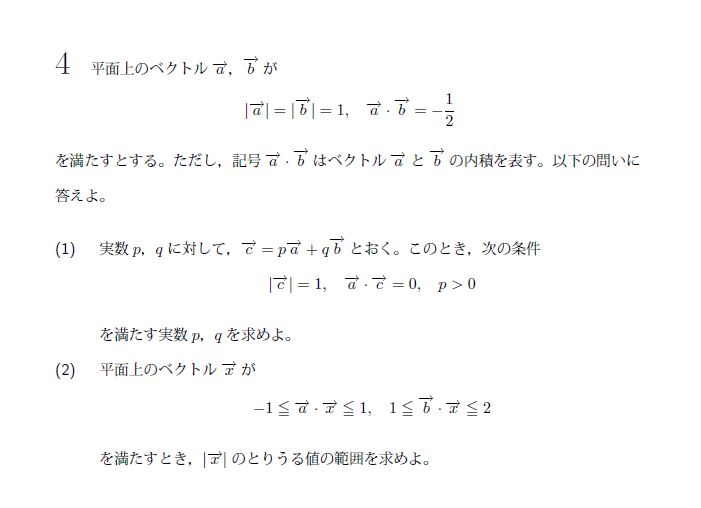 4 平面上のベクトル $\overrightarrow{a}$，$\overrightarrow{b}$ が
$|\overrightarrow{a}| = |\overrightarrow{b}| = 1, \quad \overrightarrow{a} \cdot \overrightarrow{b} = -\frac{1}{2}$
を満たすとする。ただし，記号 $\overrightarrow{a} \cdot \overrightarrow{b}$ はベクトル $\overrightarrow{a}$ と $\overrightarrow{b}$ の内積を表す。以下の問いに
答えよ。
(1) 実数 $p$，$q$ に対して，$\overrightarrow{c} = p\overrightarrow{a} + q\overrightarrow{b}$ とおく。このとき，次の条件
$|\overrightarrow{c}| = 1, \quad \overrightarrow{a} \cdot \overrightarrow{c} = 0, \quad p > 0$
を満たす実数 $p$，$q$ を求めよ。
(2) 平面上のベクトル $\overrightarrow{x}$ が
$-1 \leqq \overrightarrow{a} \cdot \overrightarrow{x} \leqq 1, \quad 1 \leqq \overrightarrow{b} \cdot \overrightarrow{x} \leqq 2$
を満たすとき，$|\overrightarrow{x}|$ のとりうる値の範囲を求めよ。